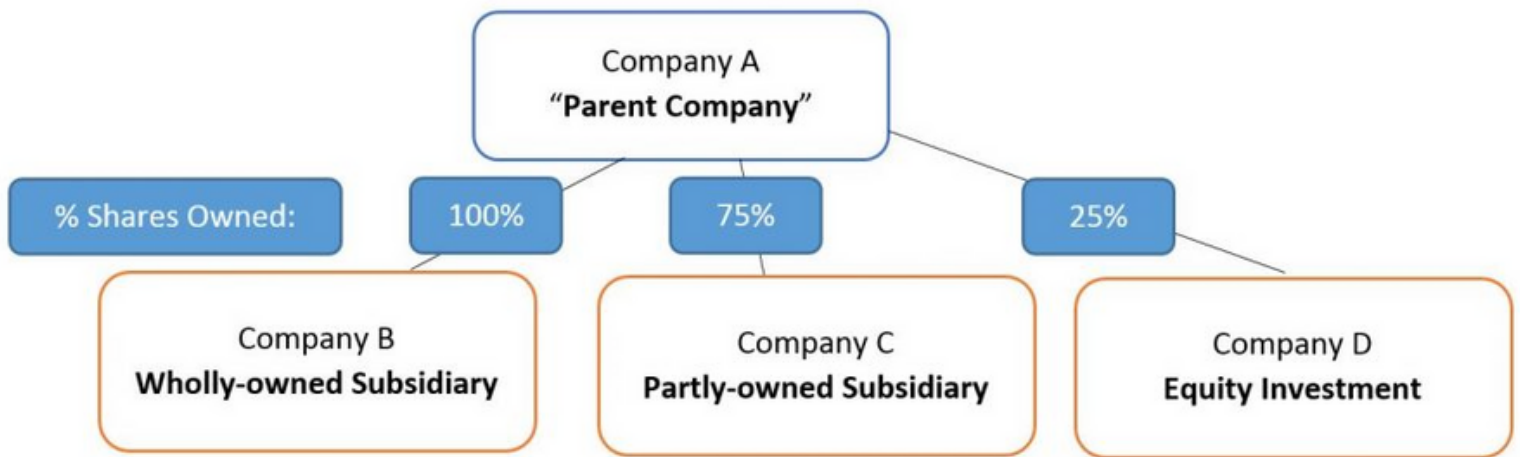 Company A
“Parent Company”
% Shares Owned:
100%
75%
25%
Company B
Wholly-owned Subsidiary
Company C
Partly-owned Subsidiary
Company D
Equity Investment